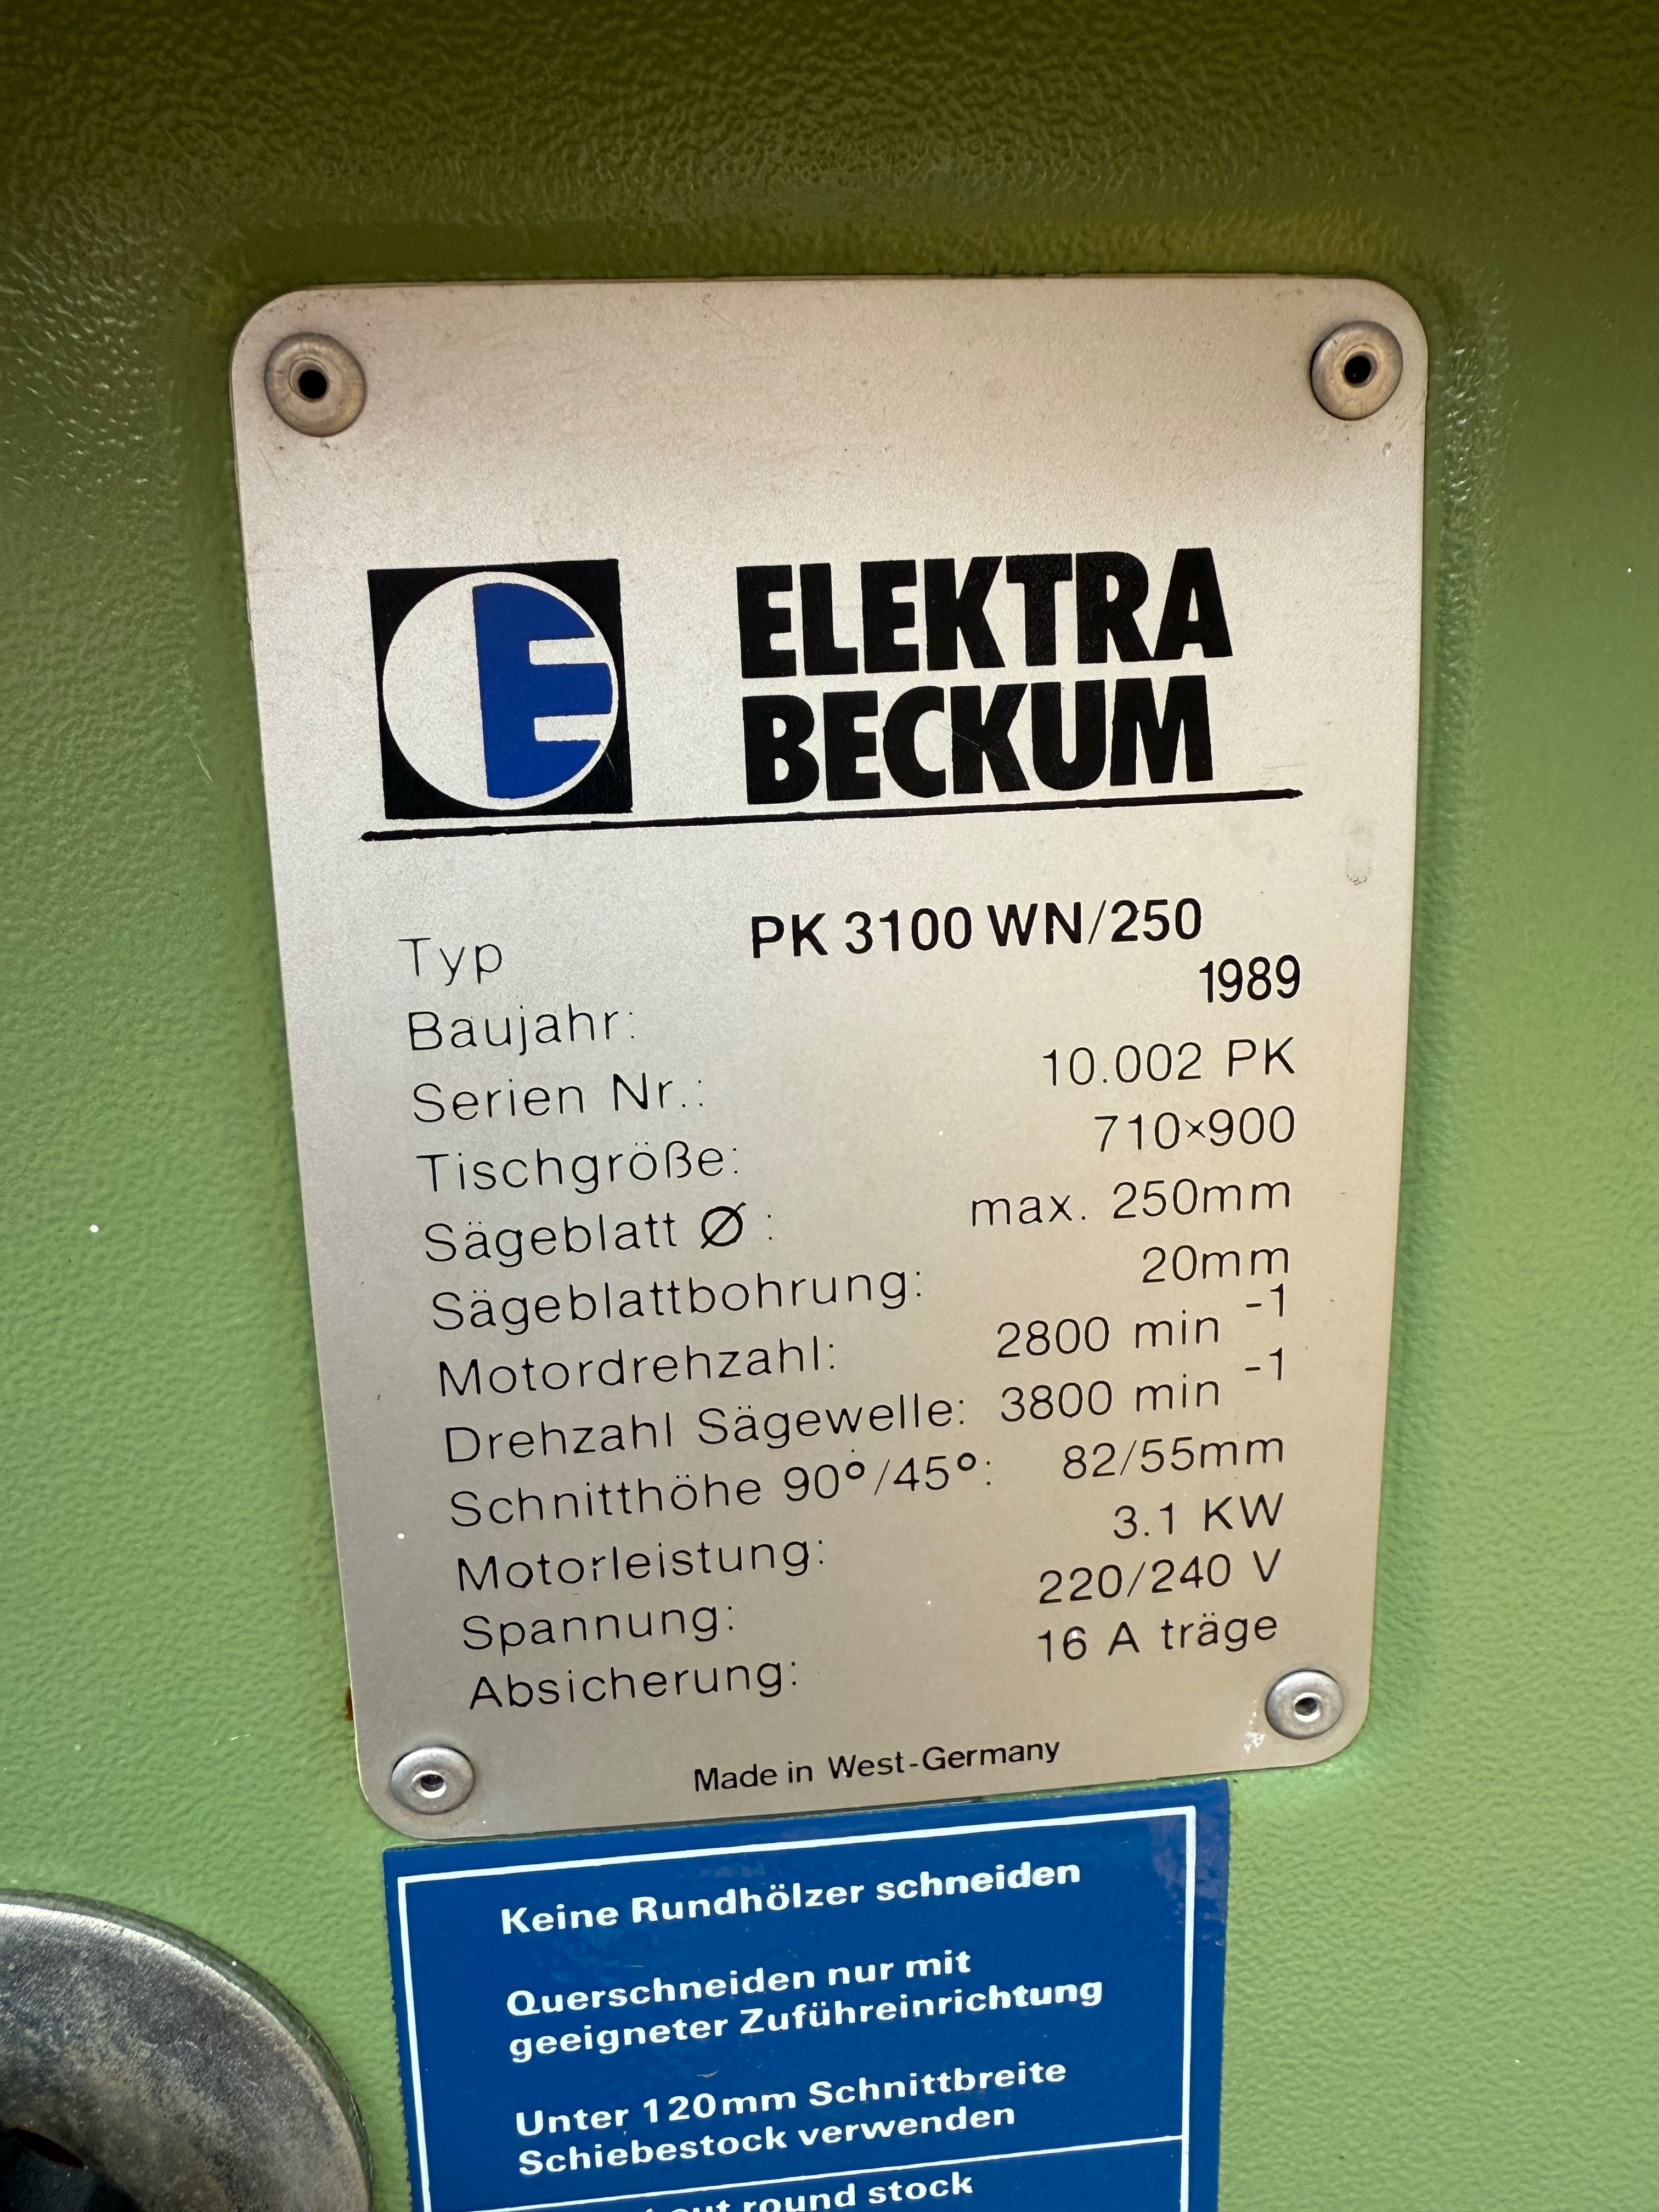 E
ELEKTRA
BECKUM
Typ PK 3100 WN/250
Baujahr: 1989
Serien Nr.: 10.002 PK
Tischgröße: 710×900
Sägeblatt Ø : max. 250mm
Sägeblattbohrung: 20mm
Motordrehzahl: 2800 min -1
Drehzahl Sägewelle: 3800 min -1
Schnitthöhe 90°/45°: 82/55mm
Motorleistung: 3.1 KW
Spannung: 220/240 V
Absicherung: 16 A träge
Made in West-Germany
Keine Rundhölzer schneiden
Querschneiden nur mit
geeigneter Zuführeinrichtung
Unter 120mm Schnittbreite
Schiebestock verwenden
round stock